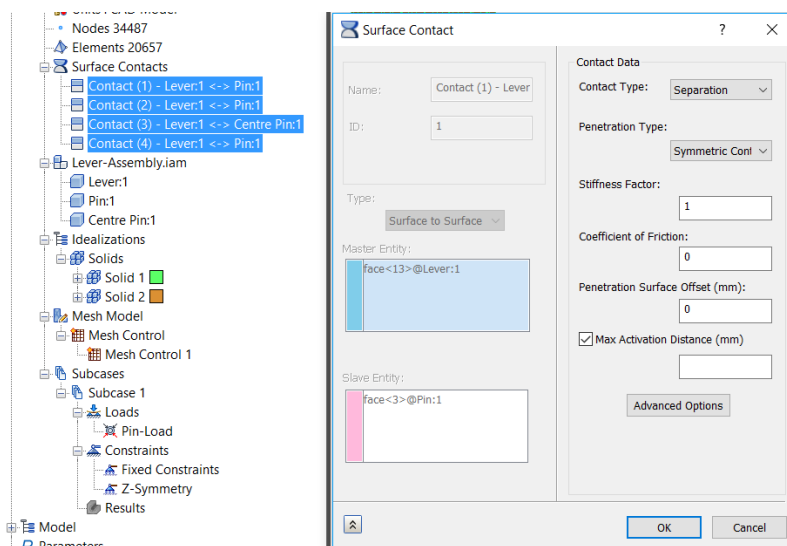 Nodes 34487
Elements 20657
Surface Contacts
Contact (1) - Lever:1 <-> Pin:1
Contact (2) - Lever:1 <-> Pin:1
Contact (3) - Lever:1 <-> Centre Pin:1
Contact (4) - Lever:1 <-> Pin:1
Lever-Assembly.iam
Lever:1
Pin:1
Centre Pin:1
Idealizations
Solids
Solid 1
Solid 2
Mesh Model
Mesh Control
Mesh Control 1
Subcases
Subcase 1
Loads
Pin-Load
Constraints
Fixed Constraints
Z-Symmetry
Results
Model
Parameters
Surface Contact
?
Name:
Contact (1) - Lever
ID:
1
Type:
Surface to Surface
Master Entity:
face<13>@Lever:1
Slave Entity:
face<3>@Pin:1
Contact Data
Contact Type:
Separation
Penetration Type:
Symmetric Cont
Stiffness Factor:
1
Coefficient of Friction:
0
Penetration Surface Offset (mm):
0
Max Activation Distance (mm)
Advanced Options
OK
Cancel